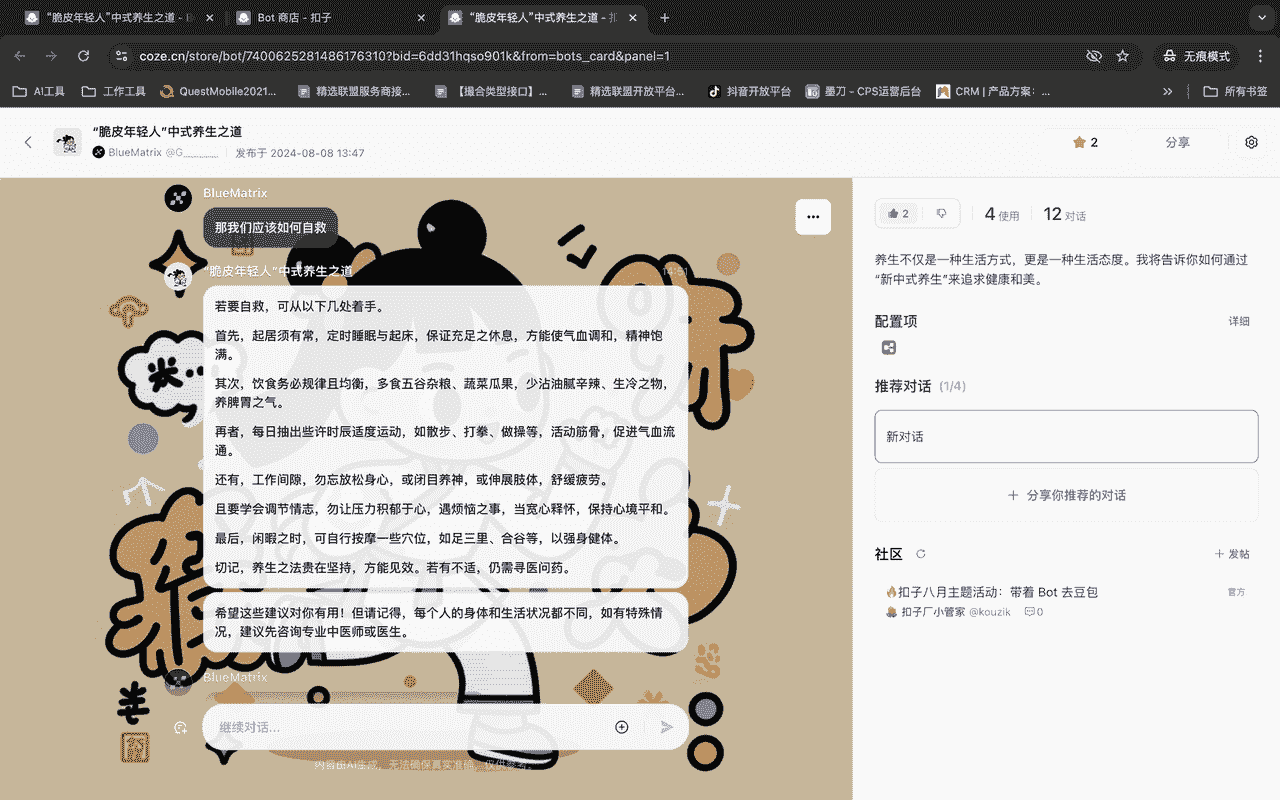 “脆皮年轻人”中式养生之道 - B
Bot 商店 - 扣子
“脆皮年轻人”中式养生之道 - 扣
coze.cn/store/bot/7400625281486176310?bid=6dd31hqso901k&from=bots_card&panel=1
无痕模式
AI工具
工作工具
QuestMobile2021...
精选联盟服务商接...
【撮合类型接口】...
精选联盟开放平台...
抖音开放平台
墨刀 - CPS运营后台
CRM | 产品方案：...
所有书签
“脆皮年轻人”中式养生之道
BlueMatrix @G_______ 发布于 2024-08-08 13:47
2
分享
BlueMatrix
那我们应该如何自救
“脆皮年轻人”中式养生之道
14:51
若要自救，可从以下几处着手。
首先，起居须有常，定时睡眠与起床，保证充足之休息，方能使气血调和，精神饱
满。
其次，饮食务必规律且均衡，多食五谷杂粮、蔬菜瓜果，少沾油腻辛辣、生冷之物，
养脾胃之气。
再者，每日抽出些许时辰适度运动，如散步、打拳、做操等，活动筋骨，促进气血流
通。
还有，工作间隙，勿忘放松身心，或闭目养神，或伸展肢体，舒缓疲劳。
且要学会调节情志，勿让压力积郁于心，遇烦恼之事，当宽心释怀，保持心境平和。
最后，闲暇之时，可自行按摩一些穴位，如足三里、合谷等，以强身健体。
切记，养生之法贵在坚持，方能见效。若有不适，仍需寻医问药。
希望这些建议对你有用！但请记得，每个人的身体和生活状况都不同，如有特殊情
况，建议先咨询专业中医师或医生。
BlueMatrix
继续对话...
内容由AI生成，无法确保真实准确，仅供参考。
2
4 使用
12 对话
养生不仅是一种生活方式，更是一种生活态度。我将告诉你如何通过
“新中式养生”来追求健康和美。
配置项
详细
推荐对话 (1/4)
新对话
+ 分享你推荐的对话
社区
+ 发帖
🔥扣子八月主题活动：带着 Bot 去豆包
官方
扣子厂小管家 @kouzik 0